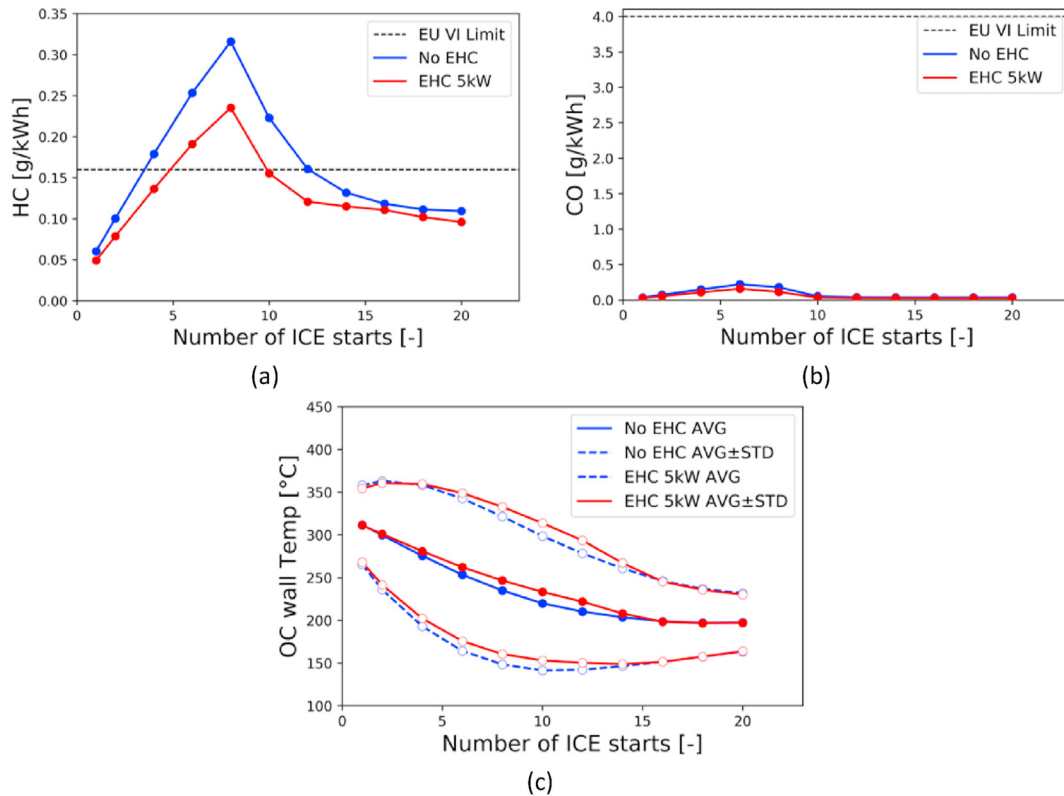 0.35
0.30
0.25
0.20
0.15
0.10
0.05
0.00
HC [g/kWh]
EU VI Limit
No EHC
EHC 5kW
0 5 10 15 20
Number of ICE starts [-]
(a)
4.0
3.5
3.0
2.5
2.0
1.5
1.0
0.5
0.0
CO [g/kWh]
EU VI Limit
No EHC
EHC 5kW
0 5 10 15 20
Number of ICE starts [-]
(b)
450
400
350
300
250
200
150
100
OC wall Temp [°C]
No EHC AVG
No EHC AVG±STD
EHC 5kW AVG
EHC 5kW AVG±STD
0 5 10 15 20
Number of ICE starts [-]
(c)